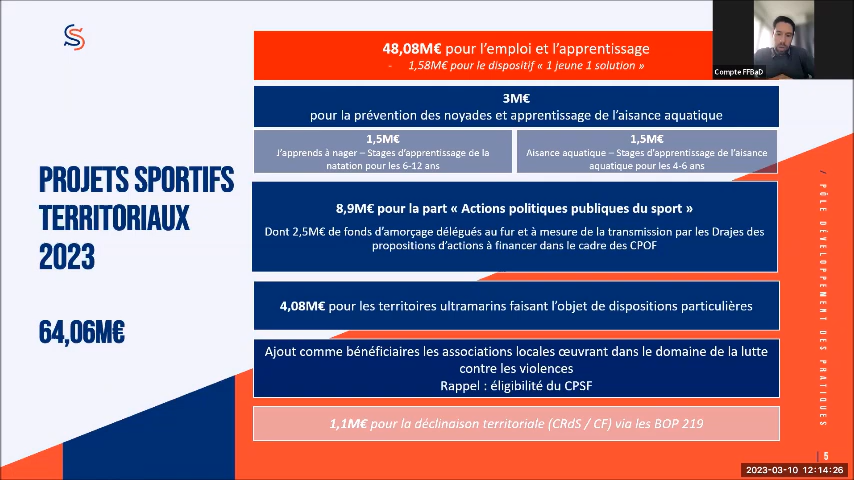 PROJETS SPORTIFS
TERRITORIAUX
2023
64,06M€
48,08M€ pour l'emploi et l'apprentissage
- 1,58M€ pour le dispositif « 1 jeune 1 solution »
3M€
pour la prévention des noyades et apprentissage de l'aisance aquatique
1,5M€
J'apprends à nager – Stages d'apprentissage de la
natation pour les 6-12 ans
1,5M€
Aisance aquatique – Stages d'apprentissage de l'aisance
aquatique pour les 4-6 ans
8,9M€ pour la part « Actions politiques publiques du sport »
Dont 2,5M€ de fonds d'amorçage délégués au fur et à mesure de la transmission par les Drajes des
propositions d'actions à financer dans le cadre des CPOF
4,08M€ pour les territoires ultramarins faisant l'objet de dispositions particulières
Ajout comme bénéficiaires les associations locales œuvrant dans le domaine de la lutte
contre les violences
Rappel : éligibilité du CPSF
1,1M€ pour la déclinaison territoriale (CRdS / CF) via les BOP 219
Compte FFBaD
/ PÔLE DÉVELOPPEMENT DES PRATIQUES
| 5
2023-03-10 12:14:26